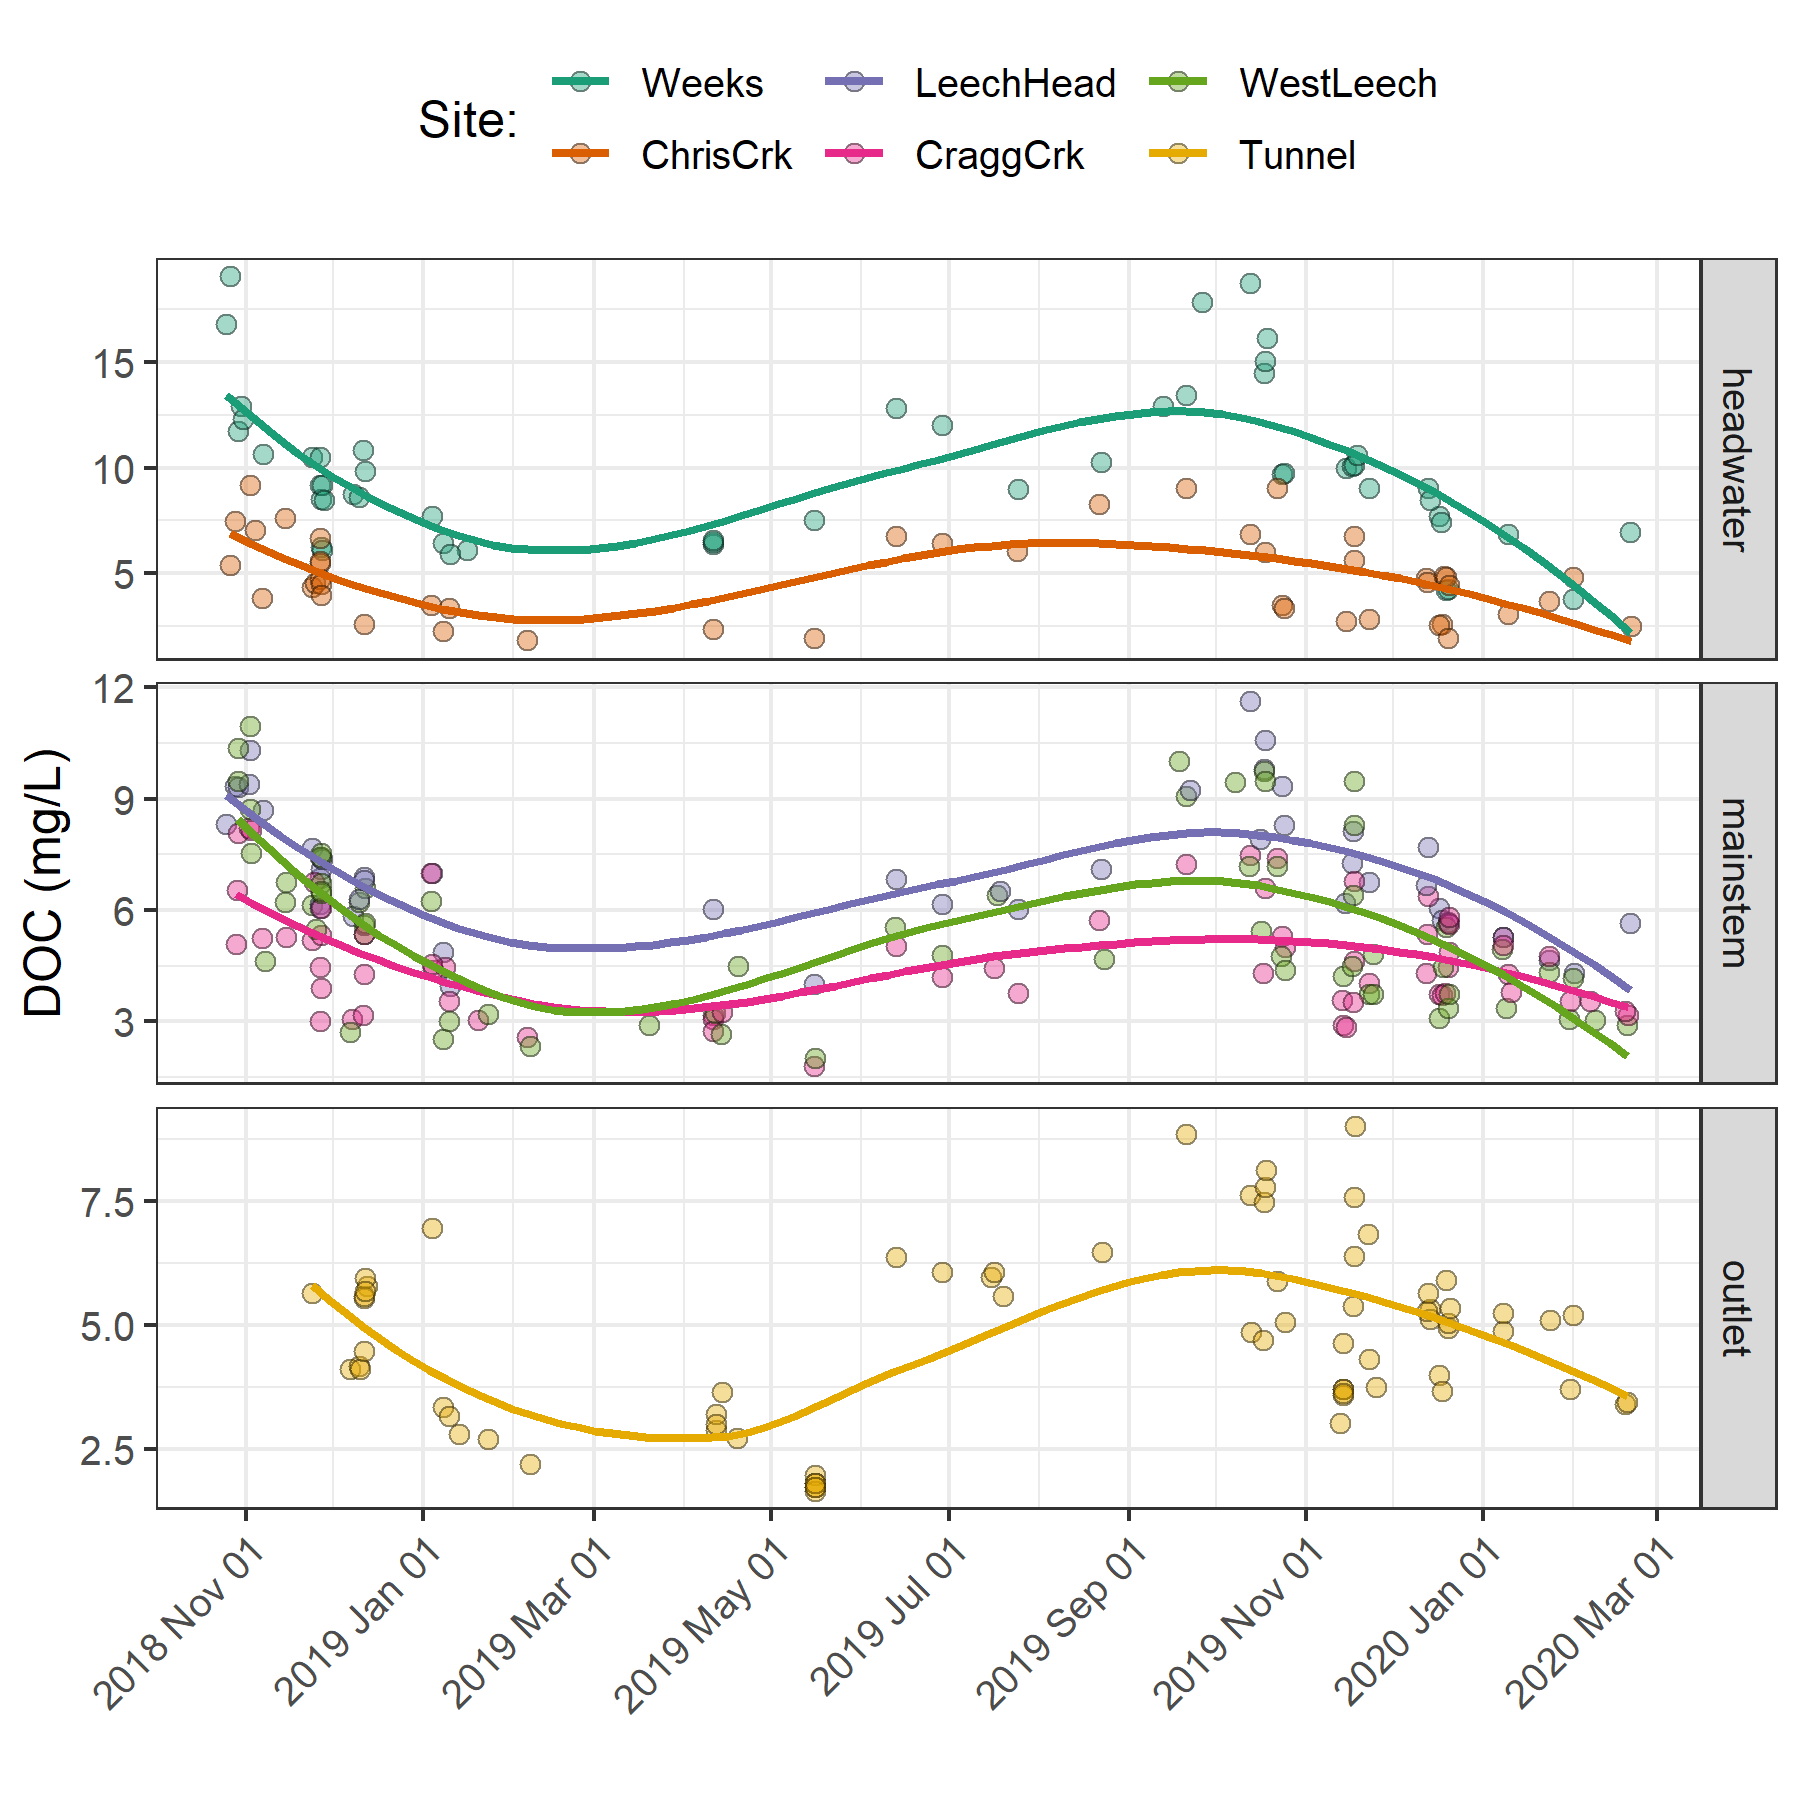 Site:
Weeks
LeechHead
WestLeech
ChrisCrk
CraggCrk
Tunnel
DOC (mg/L)
15
10
5
headwater
12
9
6
3
mainstem
7.5
5.0
2.5
outlet
2018 Nov 01
2019 Jan 01
2019 Mar 01
2019 May 01
2019 Jul 01
2019 Sep 01
2019 Nov 01
2020 Jan 01
2020 Mar 01